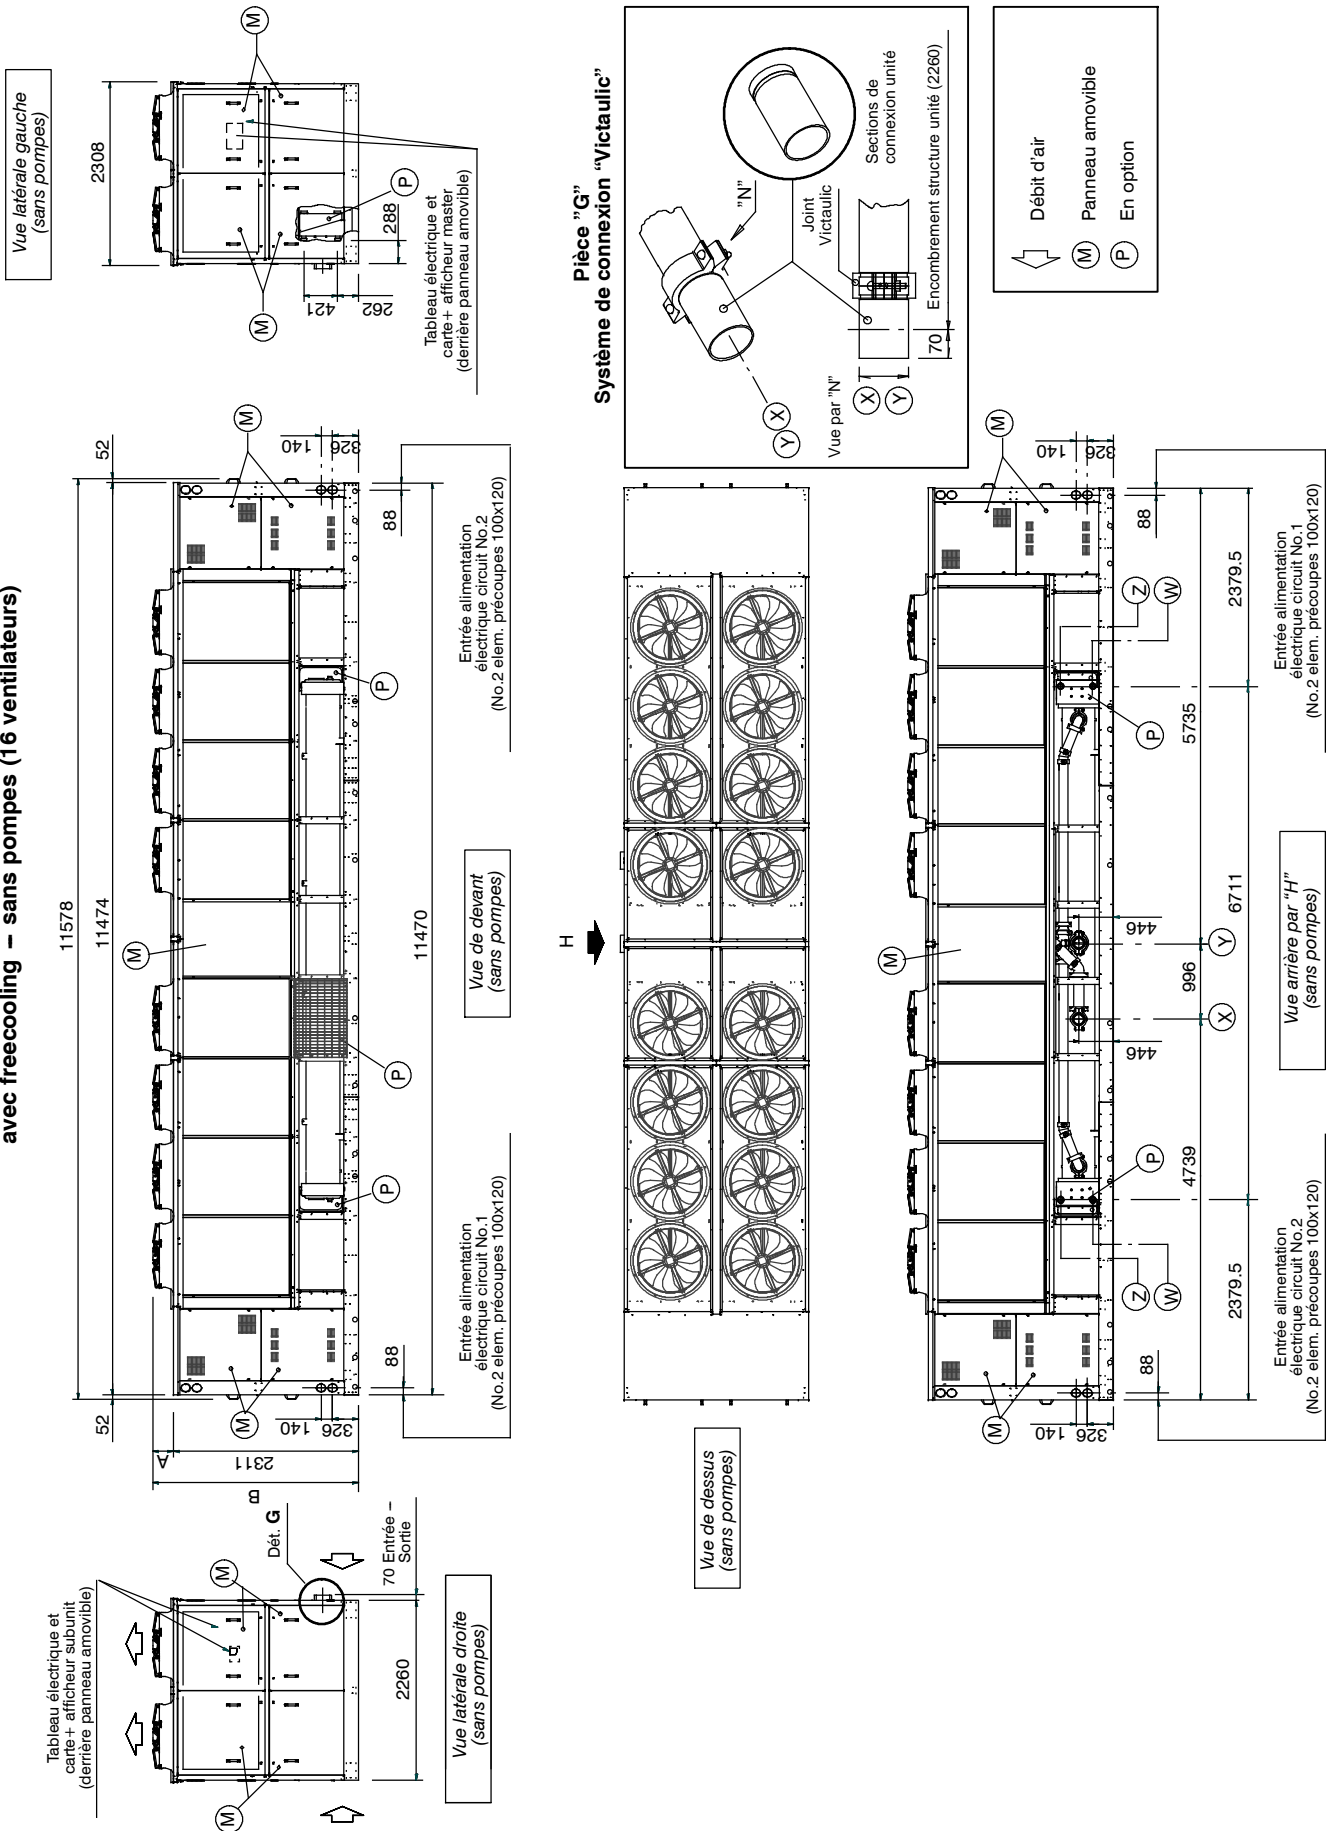 avec freecooling – sans pompes (16 ventilateurs)
Tableau électrique et
carte+ afficheur subunit
(derrière panneau amovible)
M
M
2260
70 Entrée –
Sortie
Dét. G
Vue latérale droite
(sans pompes)
11578
11474
52
52
A
2311
B
M
M
M
P
P
P
326
140
88
11470
88
140
326
Entrée alimentation
électrique circuit No.1
(No.2 elem. précoupes 100x120)
Vue de devant
(sans pompes)
Entrée alimentation
électrique circuit No.2
(No.2 elem. précoupes 100x120)
Vue latérale gauche
(sans pompes)
2308
M
M
P
288
421
262
Tableau électrique et
carte+ afficheur master
(derrière panneau amovible)
H
Vue de dessus
(sans pompes)
Pièce "G"
Système de connexion "Victaulic"
"N"
X
Y
Vue par "N"
X
Y
Joint
Victaulic
Sections de
connexion unité
70
Encombrement structure unité (2260)
M
M
M
P
P
Z
W
Z
W
X
Y
446
446
326
140
140
326
88
88
4739
996
5735
2379.5
6711
2379.5
Entrée alimentation
électrique circuit No.2
(No.2 elem. précoupes 100x120)
Vue arrière par "H"
(sans pompes)
Entrée alimentation
électrique circuit No.1
(No.2 elem. précoupes 100x120)
Débit d'air
M Panneau amovible
P En option